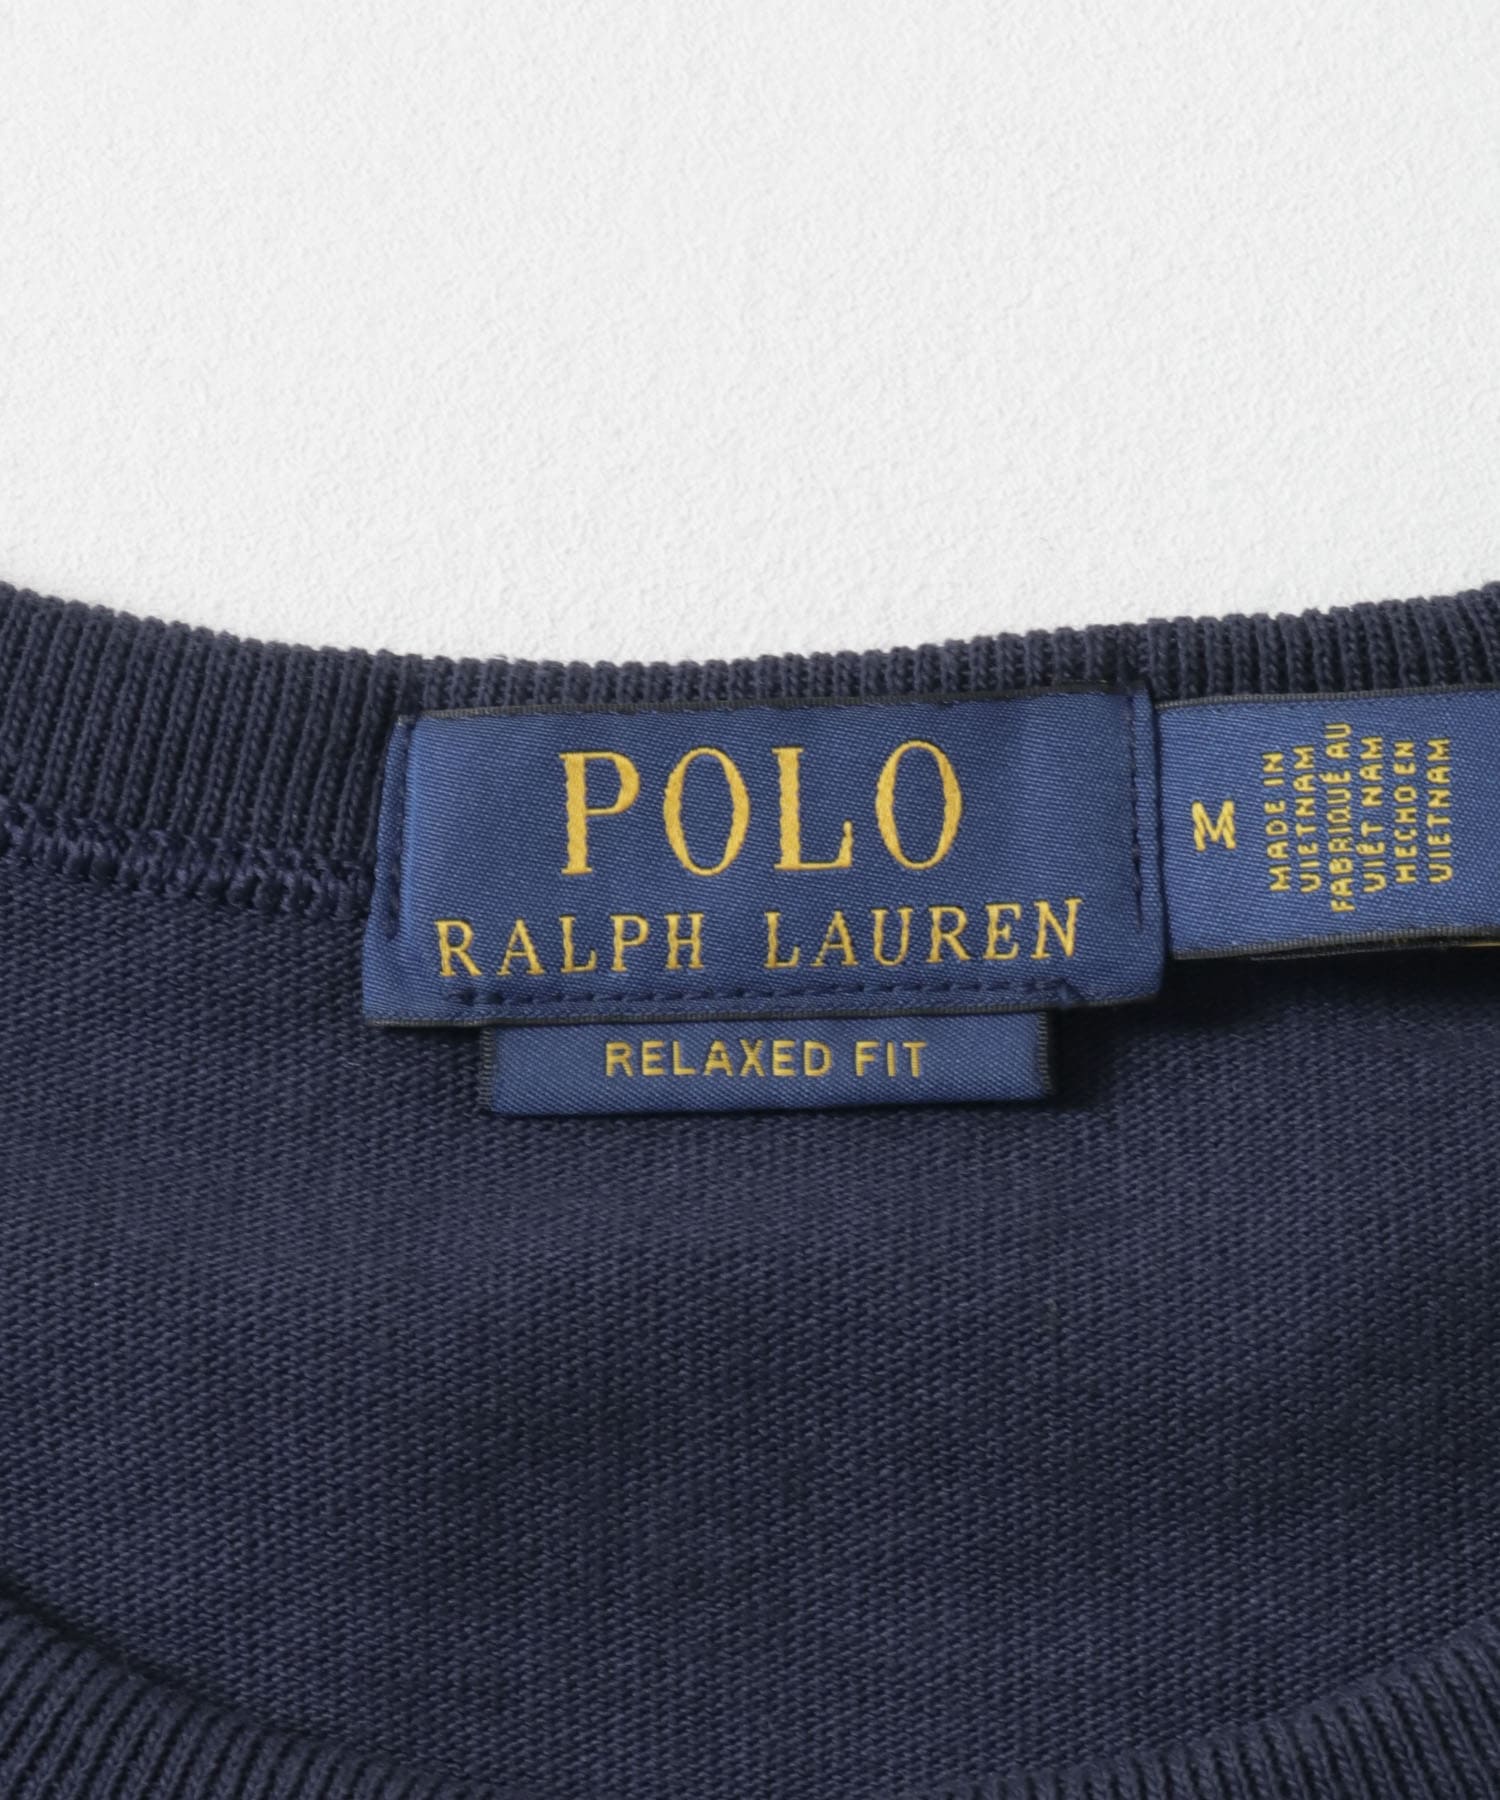 POLO
RALPH LAUREN
RELAXED FIT
M
MADE IN
VIETNAM
FABRIQUÉ AU
VIÊT NAM
HECHO EN
VIETNAM